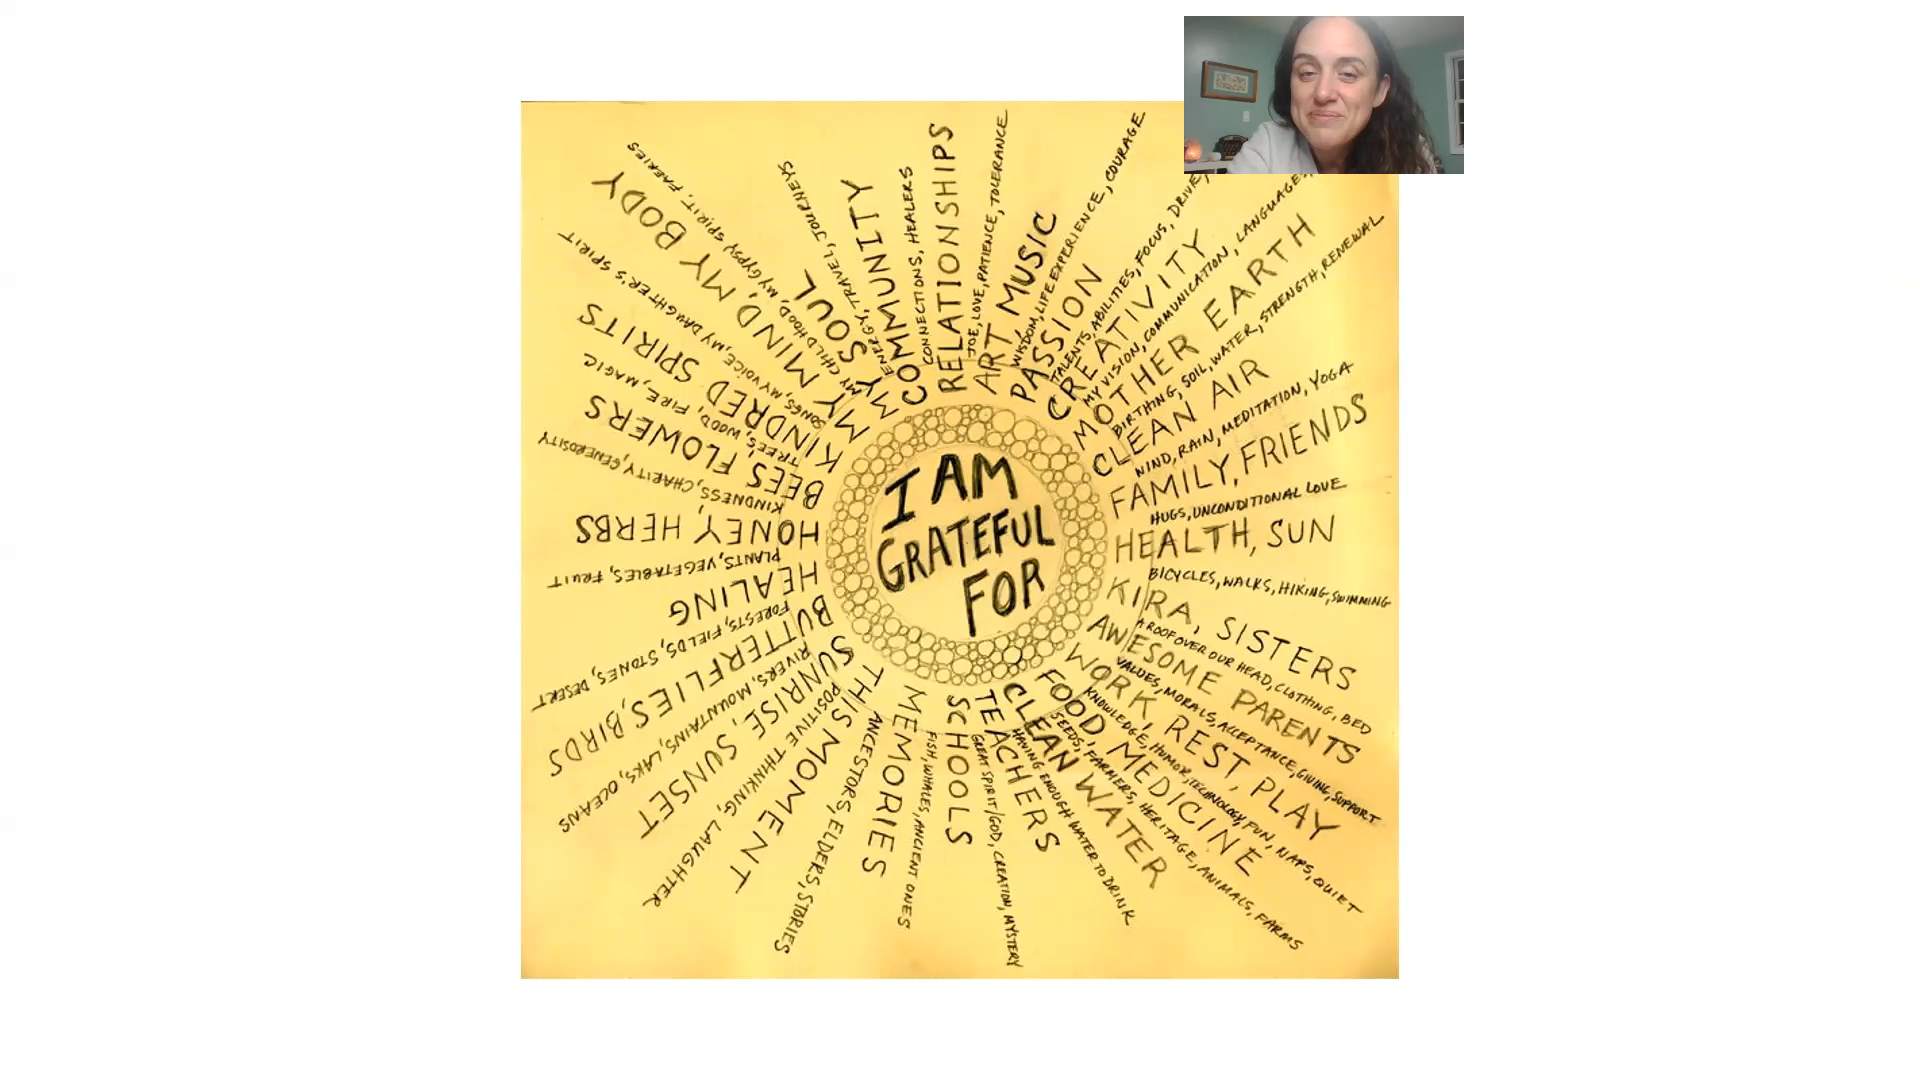 I AM
GRATEFUL
FOR
RELATIONSHIPS
JOE, LOVE, PATIENCE, TOLERANCE
ART, MUSIC
WISDOM, LIFE EXPERIENCE, COURAGE
PASSION
TALENTS, ABILITIES, FOCUS, DRIVE,
CREATIVITY
MY VISION, COMMUNICATION, LANGUAGE,
MOTHER EARTH
BIRTHING, SOIL, WATER, STRENGTH, RENEWAL
CLEAN AIR
WIND, RAIN, MEDITATION, YOGA
FAMILY, FRIENDS
HUGS, UNCONDITIONAL LOVE
HEALTH, SUN
BICYCLES, WALKS, HIKING, SWIMMING
KIRA, SISTERS
A ROOF OVER OUR HEAD, CLOTHING, BED
AWESOME PARENTS
VALUES, MORALS, ACCEPTANCE, GIVING, SUPPORT
WORK, REST, PLAY
KNOWLEDGE, HUMOR, TECHNOLOGY, FUN, NAPS, QUIET
FOOD, MEDICINE
SEEDS, FARMERS, HERITAGE, ANIMALS, FARMS
CLEAN WATER
HAVING ENOUGH WATER TO DRINK
TEACHERS
GREAT SPIRIT/GOD, CREATION, MYSTERY
SCHOOLS
FISH, WHALES, ANCIENT ONES
MEMORIES
ANCESTORS, ELDERS, STORIES
THIS MOMENT
POSITIVE THINKING, LAUGHTER
SUNRISE, SUNSET
RIVERS, MOUNTAINS, LAKS, OCEANS
BUTTERFLIES, BIRDS
FORESTS, FIELDS, STONES, DESERT
HEALING
PLANTS, VEGETABLES, FRUIT
HONEY, HERBS
KINDNESS, CHARITY, GENEROSITY
BEES, FLOWERS
TREES, WOOD, FIRE, MAGIC
KINDRED SPIRITS
SONGS, MY VOICE, MY DAUGHTER'S SPIRIT
MY MIND, MY BODY
MY CHILDHOOD, MY GYPSY SPIRIT, FAERIES
MY SOUL
ENERGY, TRAVEL, JOURNEYS
COMMUNITY
CONNECTIONS, HEALERS